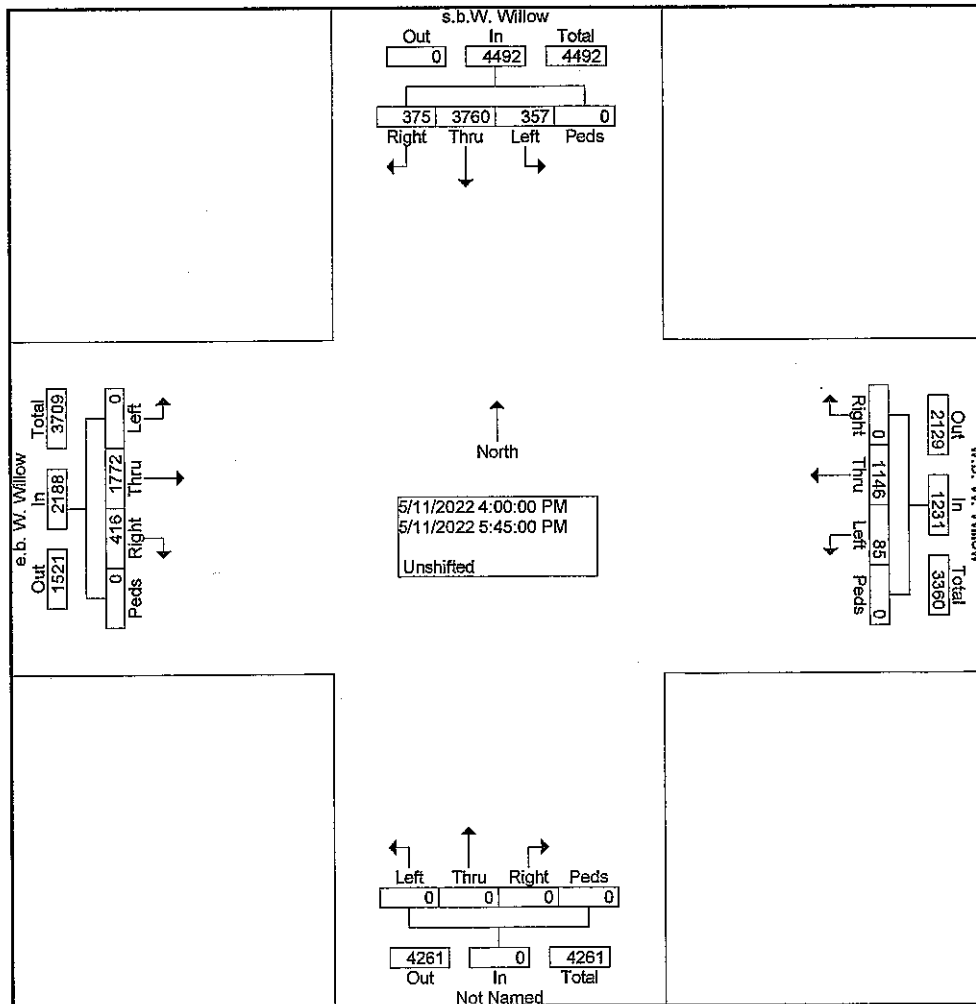 s.b.W. Willow
Out In Total
0 4492 4492
375 3760 357 0
Right Thru Left Peds
e.b. W. Willow
Out In Total
1521 2188 3709
Left Thru Right Peds
0 1772 416 0
North
5/11/2022 4:00:00 PM
5/11/2022 5:45:00 PM
Unshifted
Right Thru Left Peds
0 1146 85 0
Out In Total
2129 1231 3360
W. Willow
Left Thru Right Peds
0 0 0 0
4261 0 4261
Out In Total
Not Named